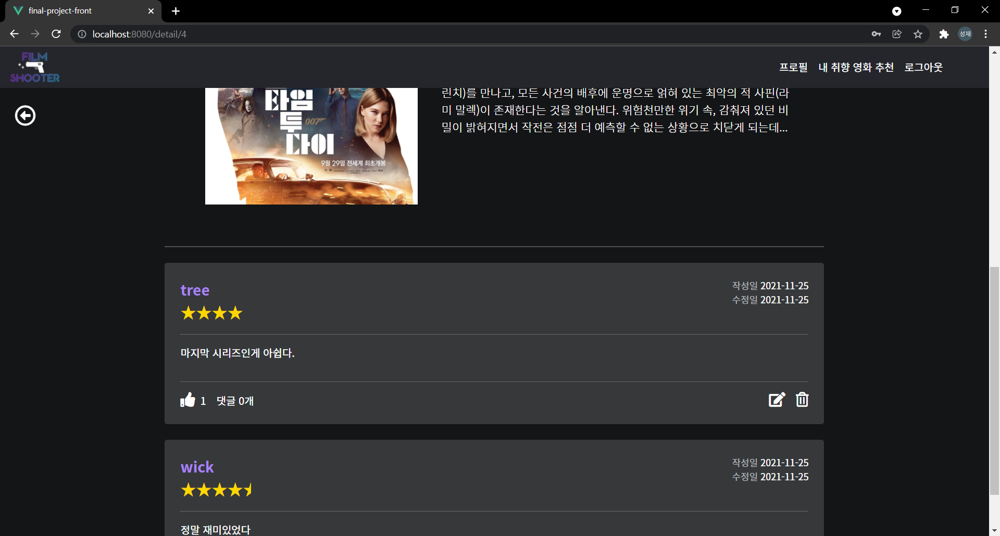 final-project-front
localhost:8080/detail/4
성재
FILM
SHOOTER
프로필 내 취향 영화 추천 로그아웃
타임
투
다이
007
9월 29일 전세계 최초개봉
린치)를 만나고, 모든 사건의 배후에 운명으로 얽혀 있는 최악의 적 사핀(라
미 말렉)이 존재한다는 것을 알아낸다. 위험천만한 위기 속, 감춰져 있던 비
밀이 밝혀지면서 작전은 점점 더 예측할 수 없는 상황으로 치닫게 되는데...
tree
작성일 2021-11-25
수정일 2021-11-25
마지막 시리즈인게 아쉽다.
1 댓글 0개
wick
작성일 2021-11-25
수정일 2021-11-25
정말 재미있었다